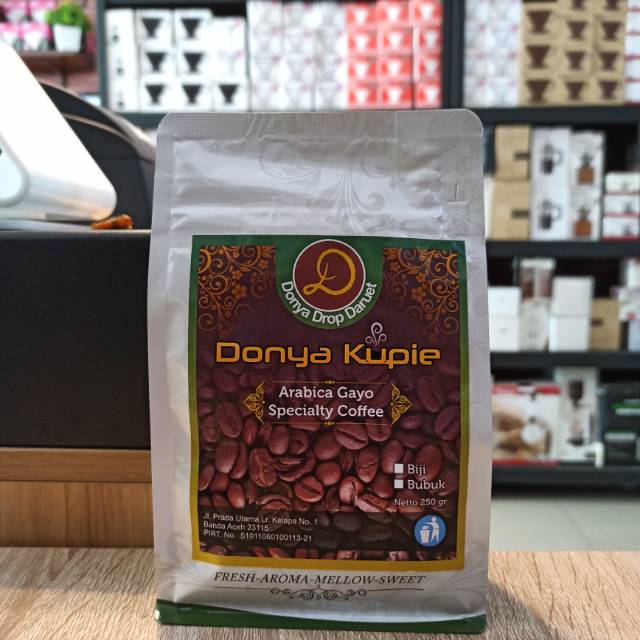 Donya Drop Daruet
Donya Kupie
Arabica Gayo
Specialty Coffee
Biji
Bubuk
Netto 250 gr
Jl. Prada Utama Lr. Kelapa No. 1
Banda Aceh 23115
PIRT. No. 51011060100113-21
FRESH-AROMA-MELLOW-SWEET